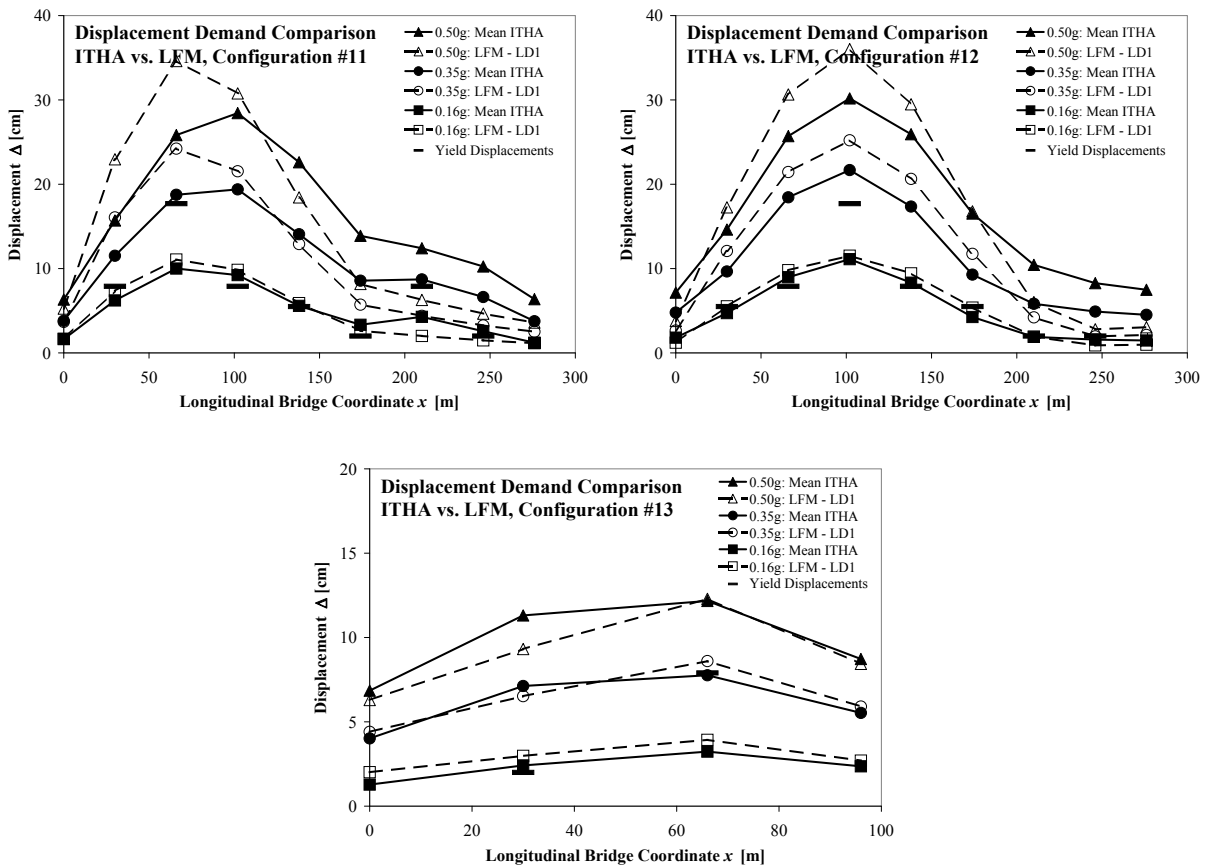 Displacement Demand Comparison
ITHA vs. LFM, Configuration #11
0.50g: Mean ITHA
0.50g: LFM - LD1
0.35g: Mean ITHA
0.35g: LFM - LD1
0.16g: Mean ITHA
0.16g: LFM - LD1
Yield Displacements
Displacement Δ [cm]
40
30
20
10
0
0 50 100 150 200 250 300
Longitudinal Bridge Coordinate x [m]
Displacement Demand Comparison
ITHA vs. LFM, Configuration #12
0.50g: Mean ITHA
0.50g: LFM - LD1
0.35g: Mean ITHA
0.35g: LFM - LD1
0.16g: Mean ITHA
0.16g: LFM - LD1
Yield Displacements
Displacement Δ [cm]
40
30
20
10
0
0 50 100 150 200 250 300
Longitudinal Bridge Coordinate x [m]
Displacement Demand Comparison
ITHA vs. LFM, Configuration #13
0.50g: Mean ITHA
0.50g: LFM - LD1
0.35g: Mean ITHA
0.35g: LFM - LD1
0.16g: Mean ITHA
0.16g: LFM - LD1
Yield Displacements
Displacement Δ [cm]
20
15
10
5
0
0 20 40 60 80 100
Longitudinal Bridge Coordinate x [m]